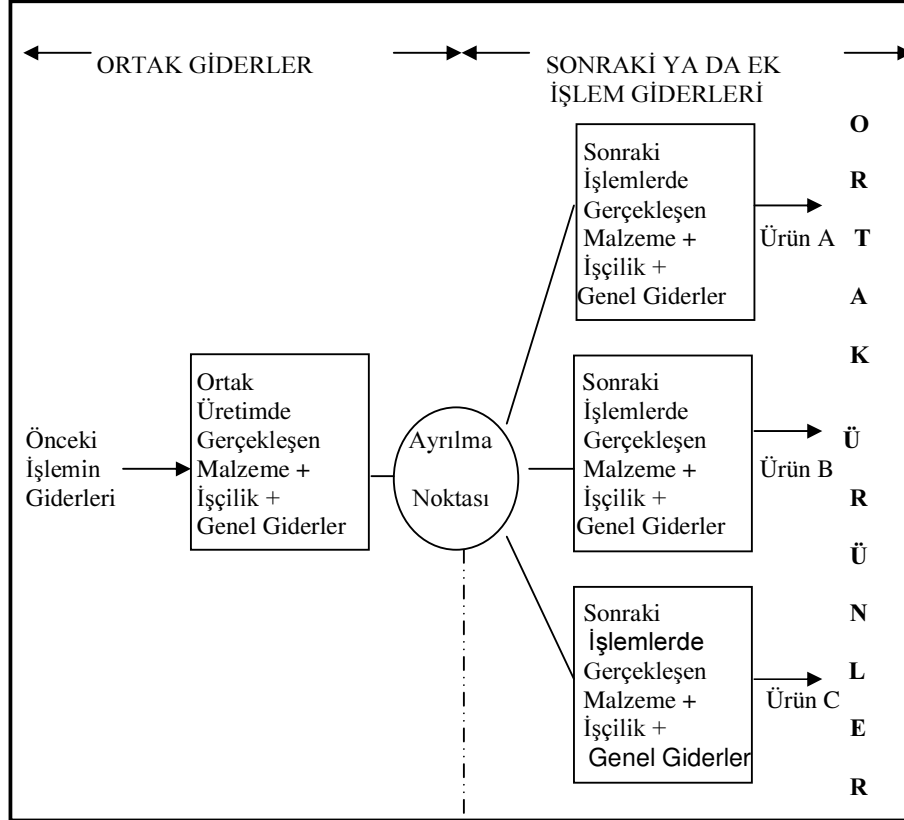 ORTAK GİDERLER
SONRAKİ YA DA EK
İŞLEM GİDERLERİ
Önceki
İşlemin
Giderleri
Ortak
Üretimde
Gerçekleşen
Malzeme +
İşçilik +
Genel Giderler
Ayrılma
Noktası
Sonraki
İşlemlerde
Gerçekleşen
Malzeme +
İşçilik +
Genel Giderler
Ürün A
Sonraki
İşlemlerde
Gerçekleşen
Malzeme +
İşçilik +
Genel Giderler
Ürün B
Sonraki
İşlemlerde
Gerçekleşen
Malzeme +
İşçilik +
Genel Giderler
Ürün C
O
R
T
A
K
Ü
R
Ü
N
L
E
R